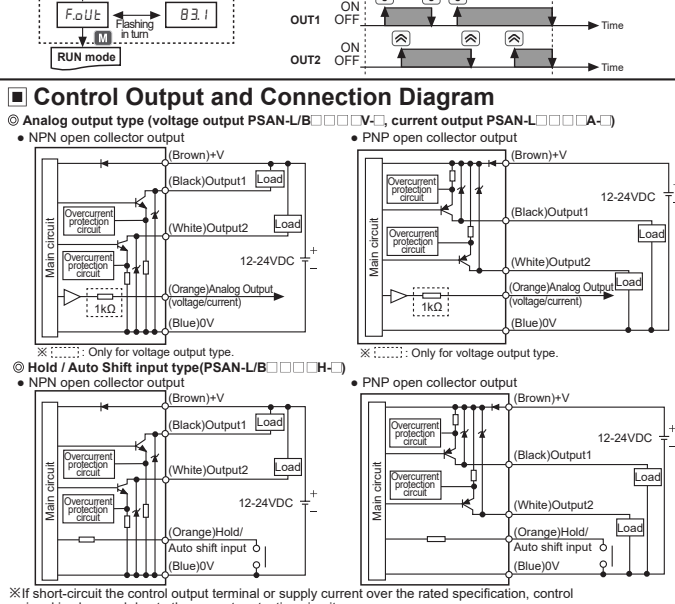 F.oUt
83.1
Flashing
in turn
M
RUN mode
OUT1
ON
OFF
Time
OUT2
ON
OFF
Time
■ Control Output and Connection Diagram
◎ Analog output type (voltage output PSAN-L/B□□□□V-□, current output PSAN-L□□□□A-□)
● NPN open collector output
Main circuit
Overcurrent
protection
circuit
Overcurrent
protection
circuit
1kΩ
(Brown)+V
(Black)Output1
Load
(White)Output2
Load
12-24VDC
+
−
(Orange)Analog Output
(voltage/current)
(Blue)0V
※ : Only for voltage output type.
● PNP open collector output
Main circuit
Overcurrent
protection
circuit
Overcurrent
protection
circuit
1kΩ
(Brown)+V
12-24VDC
(Black)Output1
Load
(White)Output2
Load
(Orange)Analog Output
(voltage/current)
(Blue)0V
※ : Only for voltage output type.
◎ Hold / Auto Shift input type(PSAN-L/B□□□□H-□)
● NPN open collector output
Main circuit
Overcurrent
protection
circuit
Overcurrent
protection
circuit
(Brown)+V
(Black)Output1
Load
(White)Output2
Load
12-24VDC
+
−
(Orange)Hold/
Auto shift input
(Blue)0V
● PNP open collector output
Main circuit
Overcurrent
protection
circuit
Overcurrent
protection
circuit
(Brown)+V
12-24VDC
+
−
(Black)Output1
Load
(White)Output2
Load
(Orange)Hold/
Auto shift input
(Blue)0V
※If short-circuit the control output terminal or supply current over the rated specification, control